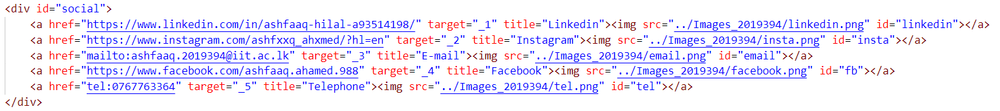 <div id="social">
    <a href="https://www.linkedin.com/in/ashfaaq-hilal-a93514198/" target="_1" title="Linkedin"><img src="../Images_2019394/linkedin.png" id="linkedin"></a>
    <a href="https://www.instagram.com/ashfxxq_ahxmed/?hl=en" target="_2" title="Instagram"><img src="../Images_2019394/insta.png" id="insta"></a>
    <a href="mailto:ashfaaq.2019394@iit.ac.lk" target="_3" title="E-mail"><img src="../Images_2019394/email.png" id="email"></a>
    <a href="https://www.facebook.com/ashfaaq.ahamed.988" target="_4" title="Facebook"><img src="../Images_2019394/facebook.png" id="fb"></a>
    <a href="tel:0767763364" target="_5" title="Telephone"><img src="../Images_2019394/tel.png" id="tel"></a>
</div>